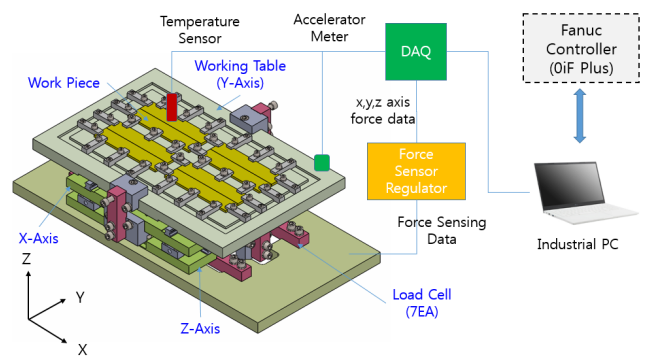 Temperature
Sensor
Accelerator
Meter
DAQ
Fanuc
Controller
(0iF Plus)
Work Piece
Working Table
(Y-Axis)
x,y,z axis
force data
Force
Sensor
Regulator
X-Axis
Force Sensing
Data
Industrial PC
Z
Y
X
Z-Axis
Load Cell
(7EA)